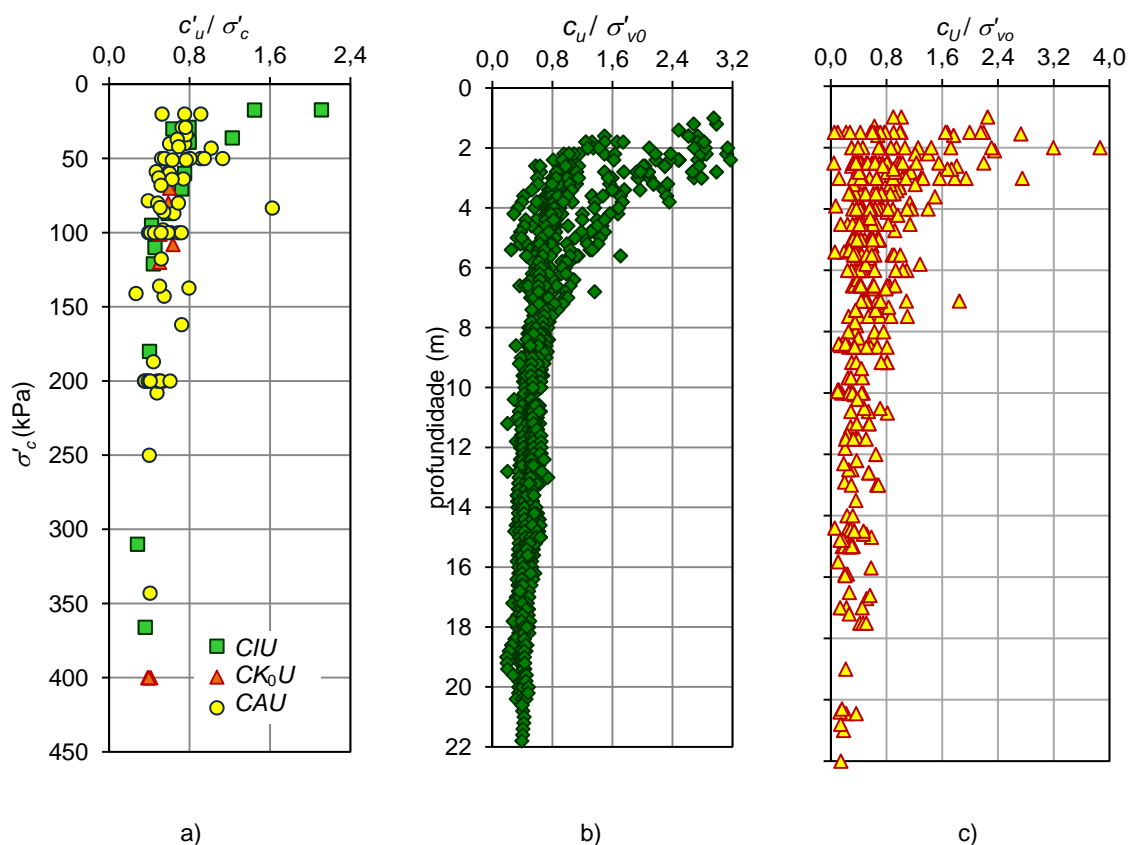 c'u / σ'c
0,0 0,8 1,6 2,4
0
50
100
150
200
250
300
350
400
450
σ'c (kPa)
CIU
CK0U
CAU
a)
cu / σ'v0
0,0 0,8 1,6 2,4 3,2
0
2
4
6
8
10
12
14
16
18
20
22
profundidade (m)
b)
cU / σ'vo
0,0 0,8 1,6 2,4 3,2 4,0
c)